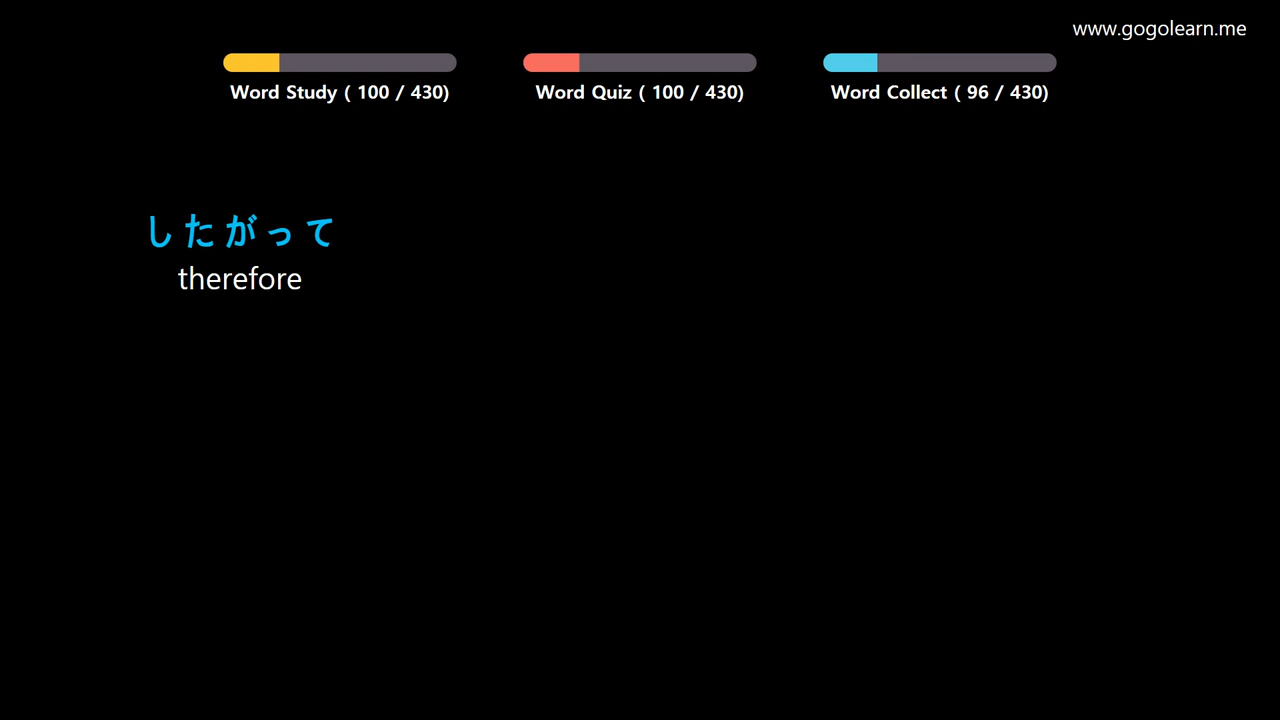 www.gogolearn.me
Word Study ( 100 / 430)
Word Quiz ( 100 / 430)
Word Collect ( 96 / 430)
したがって
therefore